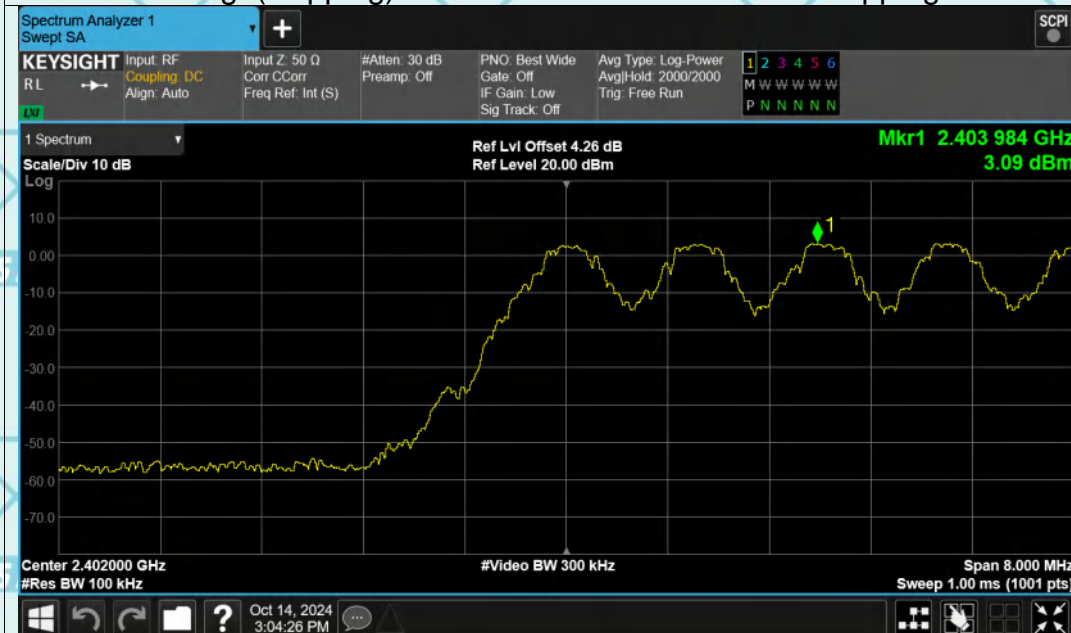 Spectrum Analyzer 1
Swept SA
+
SCPI
KEYSIGHT
RL
LXI
Input: RF
Coupling: DC
Align: Auto
Input Z: 50 Ω
Corr CCorr
Freq Ref: Int (S)
#Atten: 30 dB
Preamp: Off
PNO: Best Wide
Gate: Off
IF Gain: Low
Sig Track: Off
Avg Type: Log-Power
Avg|Hold: 2000/2000
Trig: Free Run
1 2 3 4 5 6
M W W W W W
P N N N N N
1 Spectrum
Scale/Div 10 dB
Log
Ref Lvl Offset 4.26 dB
Ref Level 20.00 dBm
Mkr1 2.403 984 GHz
3.09 dBm
1
10.0
0.00
-10.0
-20.0
-30.0
-40.0
-50.0
-60.0
-70.0
Center 2.402000 GHz
#Res BW 100 kHz
#Video BW 300 kHz
Span 8.000 MHz
Sweep 1.00 ms (1001 pts)
?
Oct 14, 2024
3:04:26 PM